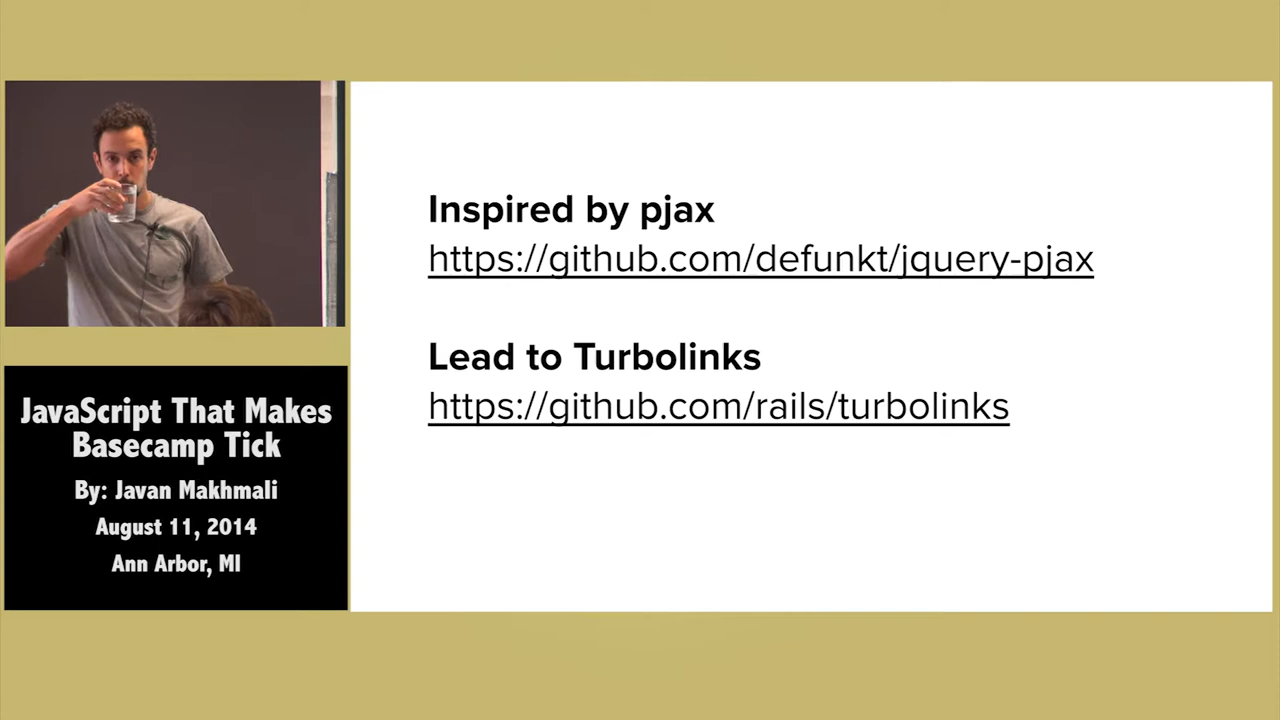 Inspired by pjax
https://github.com/defunkt/jquery-pjax
Lead to Turbolinks
https://github.com/rails/turbolinks
JavaScript That Makes
Basecamp Tick
By: Javan Makhmali
August 11, 2014
Ann Arbor, MI